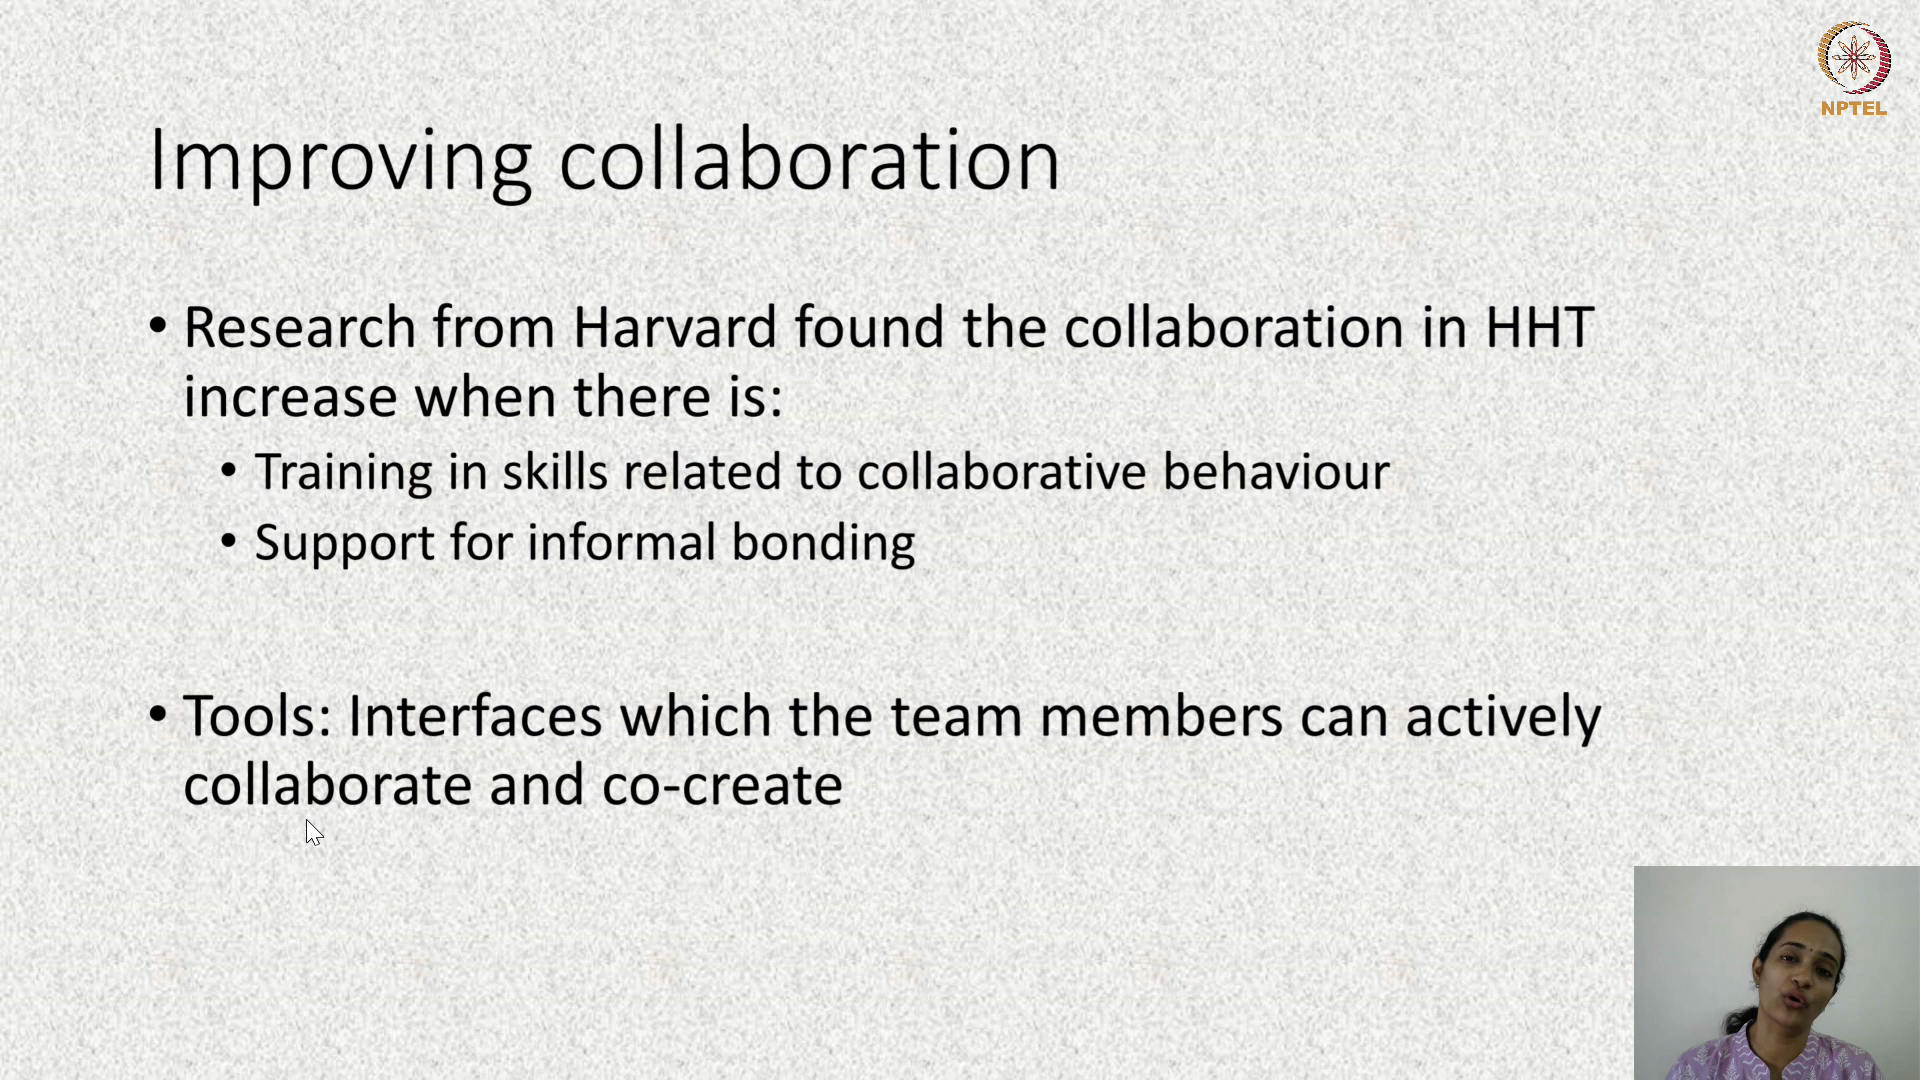 NPTEL
Improving collaboration
• Research from Harvard found the collaboration in HHT
increase when there is:
• Training in skills related to collaborative behaviour
• Support for informal bonding
• Tools: Interfaces which the team members can actively
collaborate and co-create